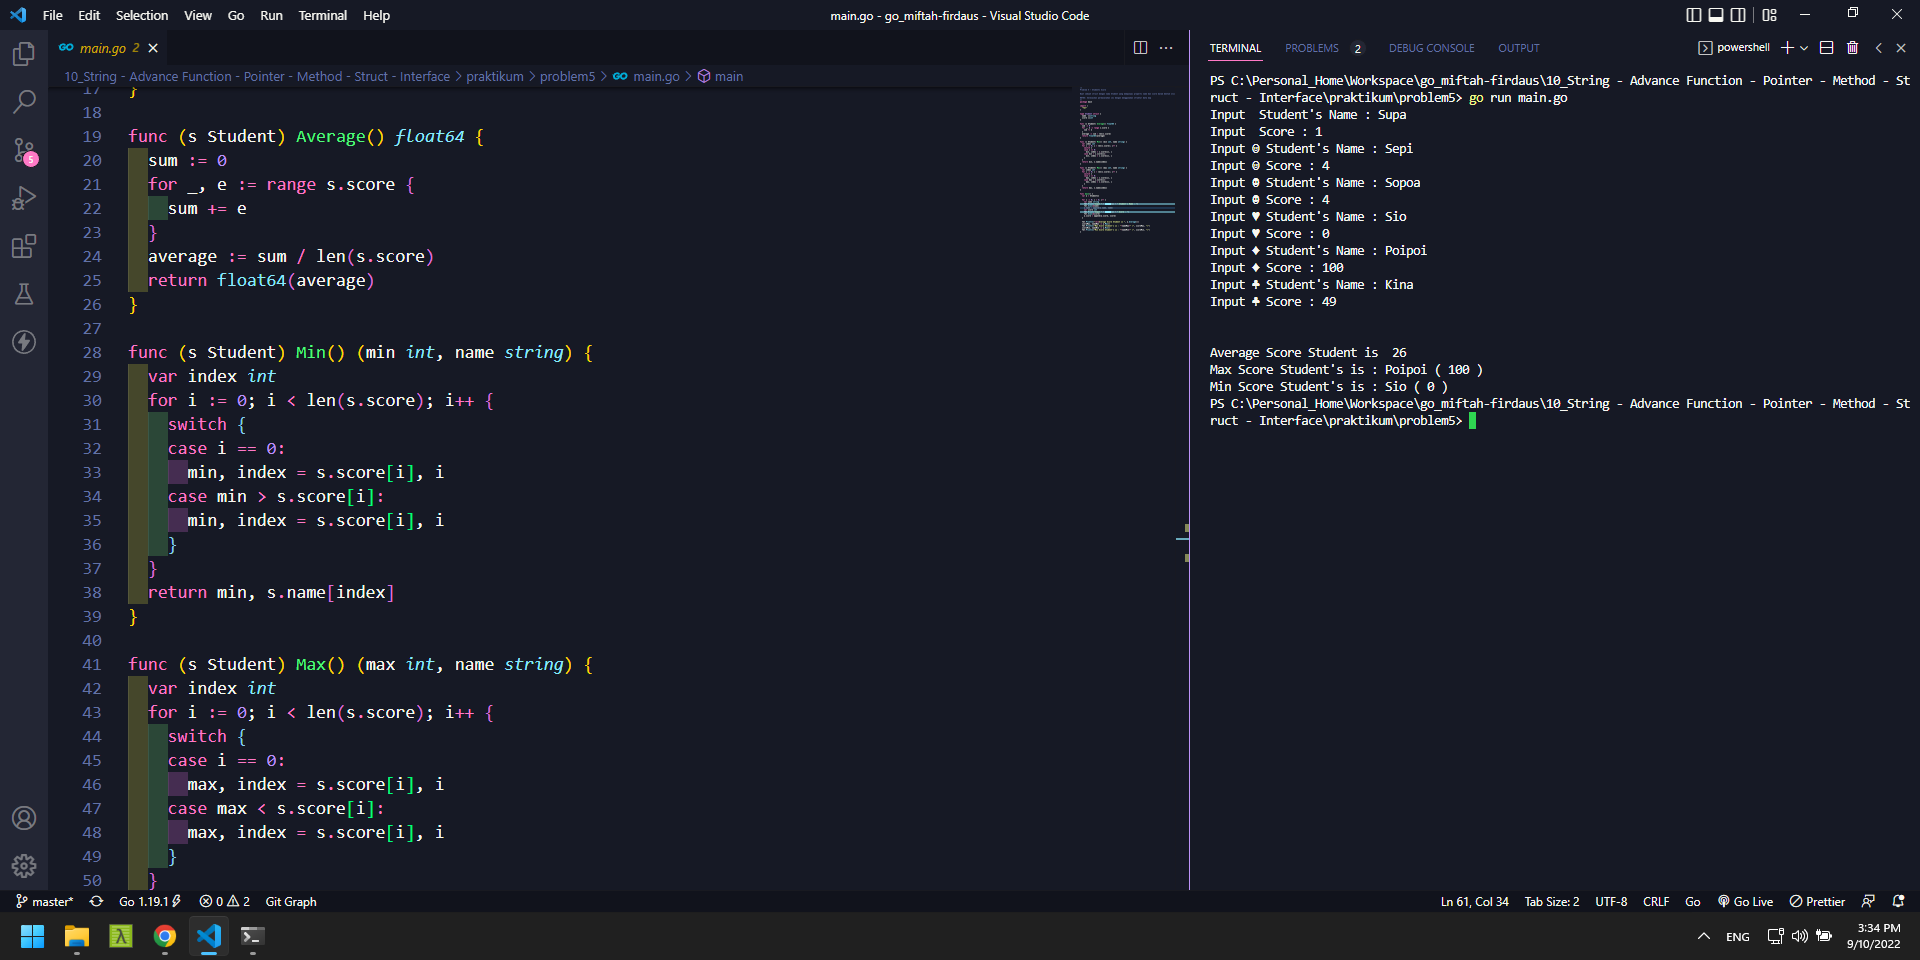 File Edit Selection View Go Run Terminal Help
main.go - go_miftah-firdaus - Visual Studio Code
5
GO main.go 2
10_String - Advance Function - Pointer - Method - Struct - Interface > praktikum > problem5 > GO main.go > main
17 }
18
19 func (s Student) Average() float64 {
20 sum := 0
21 for _, e := range s.score {
22 sum += e
23 }
24 average := sum / len(s.score)
25 return float64(average)
26 }
27
28 func (s Student) Min() (min int, name string) {
29 var index int
30 for i := 0; i < len(s.score); i++ {
31 switch {
32 case i == 0:
33 min, index = s.score[i], i
34 case min > s.score[i]:
35 min, index = s.score[i], i
36 }
37 }
38 return min, s.name[index]
39 }
40
41 func (s Student) Max() (max int, name string) {
42 var index int
43 for i := 0; i < len(s.score); i++ {
44 switch {
45 case i == 0:
46 max, index = s.score[i], i
47 case max < s.score[i]:
48 max, index = s.score[i], i
49 }
50 }
TERMINAL PROBLEMS 2 DEBUG CONSOLE OUTPUT
powershell
PS C:\Personal_Home\Workspace\go_miftah-firdaus\10_String - Advance Function - Pointer - Method - St
ruct - Interface\praktikum\problem5> go run main.go
Input  Student's Name : Supa
Input  Score : 1
Input ☺ Student's Name : Sepi
Input ☺ Score : 4
Input ☻ Student's Name : Sopoa
Input ☻ Score : 4
Input ♥ Student's Name : Sio
Input ♥ Score : 0
Input ♦ Student's Name : Poipoi
Input ♦ Score : 100
Input ♣ Student's Name : Kina
Input ♣ Score : 49
Average Score Student is  26
Max Score Student's is : Poipoi ( 100 )
Min Score Student's is : Sio ( 0 )
PS C:\Personal_Home\Workspace\go_miftah-firdaus\10_String - Advance Function - Pointer - Method - St
ruct - Interface\praktikum\problem5>
master* Go 1.19.1 0 2 Git Graph
Ln 61, Col 34 Tab Size: 2 UTF-8 CRLF Go Go Live Prettier
ENG
3:34 PM
9/10/2022